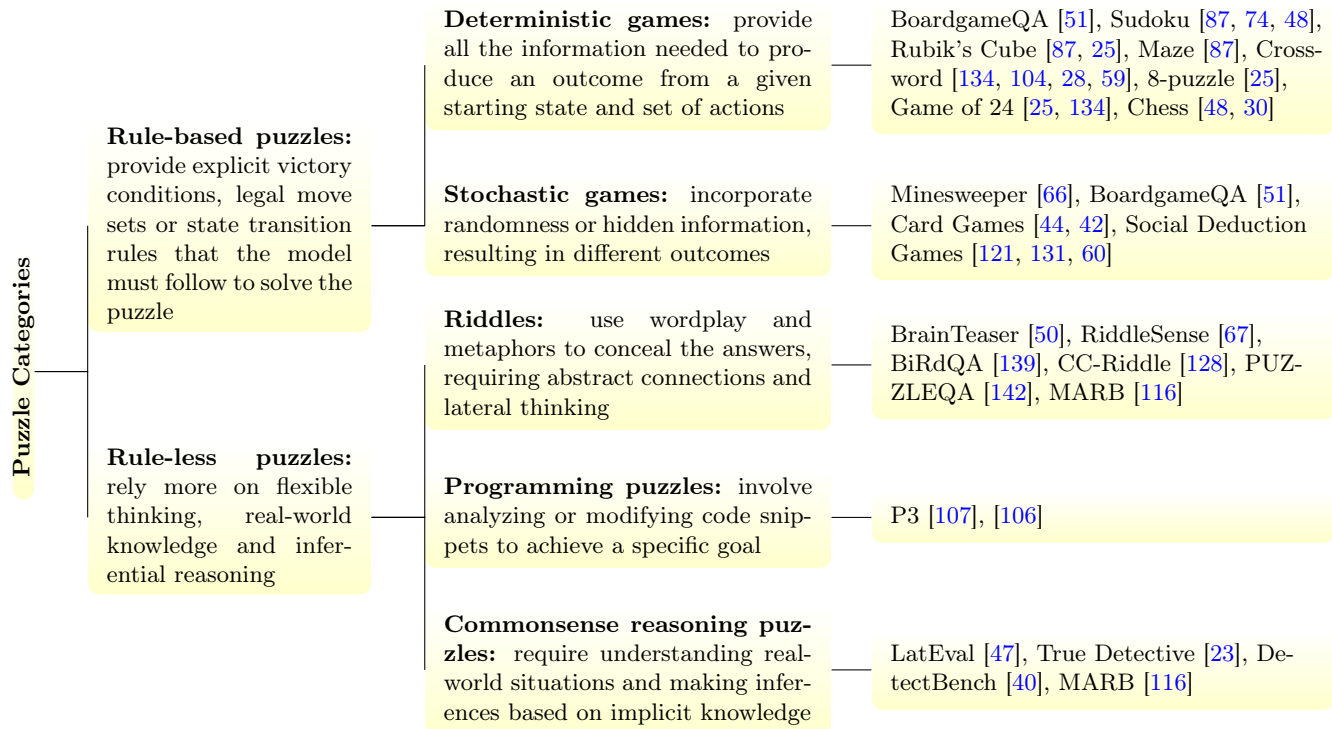 Puzzle Categories
Rule-based puzzles:
provide explicit victory
conditions, legal move
sets or state transition
rules that the model
must follow to solve the
puzzle
Deterministic games: provide
all the information needed to pro-
duce an outcome from a given
starting state and set of actions
BoardgameQA [51], Sudoku [87, 74, 48],
Rubik's Cube [87, 25], Maze [87], Cross-
word [134, 104, 28, 59], 8-puzzle [25],
Game of 24 [25, 134], Chess [48, 30]
Stochastic games: incorporate
randomness or hidden information,
resulting in different outcomes
Minesweeper [66], BoardgameQA [51],
Card Games [44, 42], Social Deduction
Games [121, 131, 60]
Rule-less puzzles:
rely more on flexible
thinking, real-world
knowledge and infer-
ential reasoning
Riddles: use wordplay and
metaphors to conceal the answers,
requiring abstract connections and
lateral thinking
BrainTeaser [50], RiddleSense [67],
BiRdQA [139], CC-Riddle [128], PUZ-
ZLEQA [142], MARB [116]
Programming puzzles: involve
analyzing or modifying code snip-
pets to achieve a specific goal
P3 [107], [106]
Commonsense reasoning puz-
zles: require understanding real-
world situations and making infer-
ences based on implicit knowledge
LatEval [47], True Detective [23], De-
tectBench [40], MARB [116]